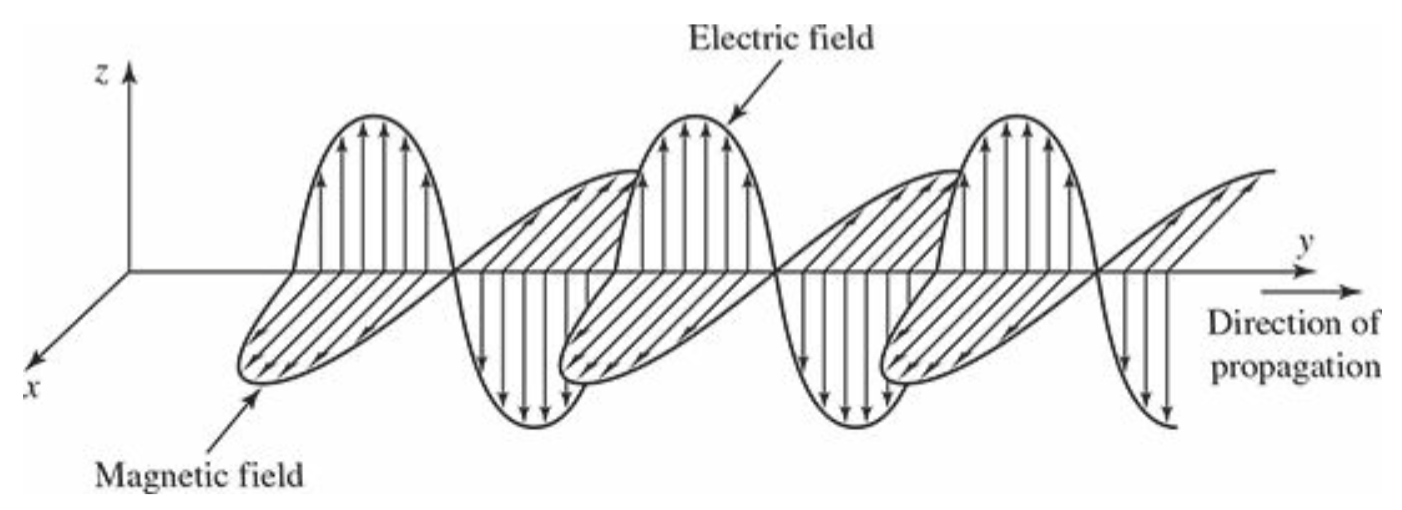 Electric field
z
y
Direction of
propagation
x
Magnetic field